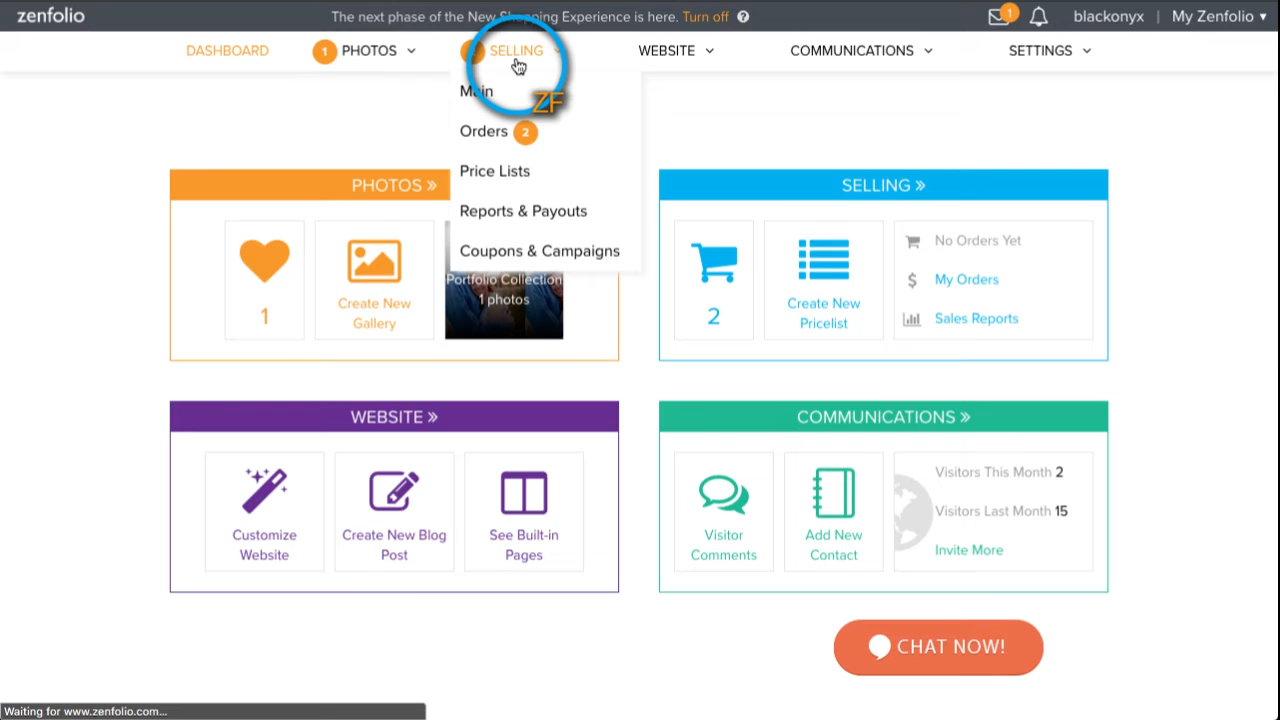 zenfolio
The next phase of the New Shopping Experience is here. Turn off
1
blackonyx | My Zenfolio
DASHBOARD
1 PHOTOS
SELLING
WEBSITE
COMMUNICATIONS
SETTINGS
Main
ZF
Orders 2
Price Lists
Reports & Payouts
Coupons & Campaigns
PHOTOS »
1
Create New
Gallery
Portfolio Collection
1 photos
SELLING »
2
Create New
Pricelist
No Orders Yet
$ My Orders
Sales Reports
WEBSITE »
Customize
Website
Create New Blog
Post
See Built-in
Pages
COMMUNICATIONS »
Visitor
Comments
Add New
Contact
Visitors This Month 2
Visitors Last Month 15
Invite More
CHAT NOW!
Waiting for www.zenfolio.com...